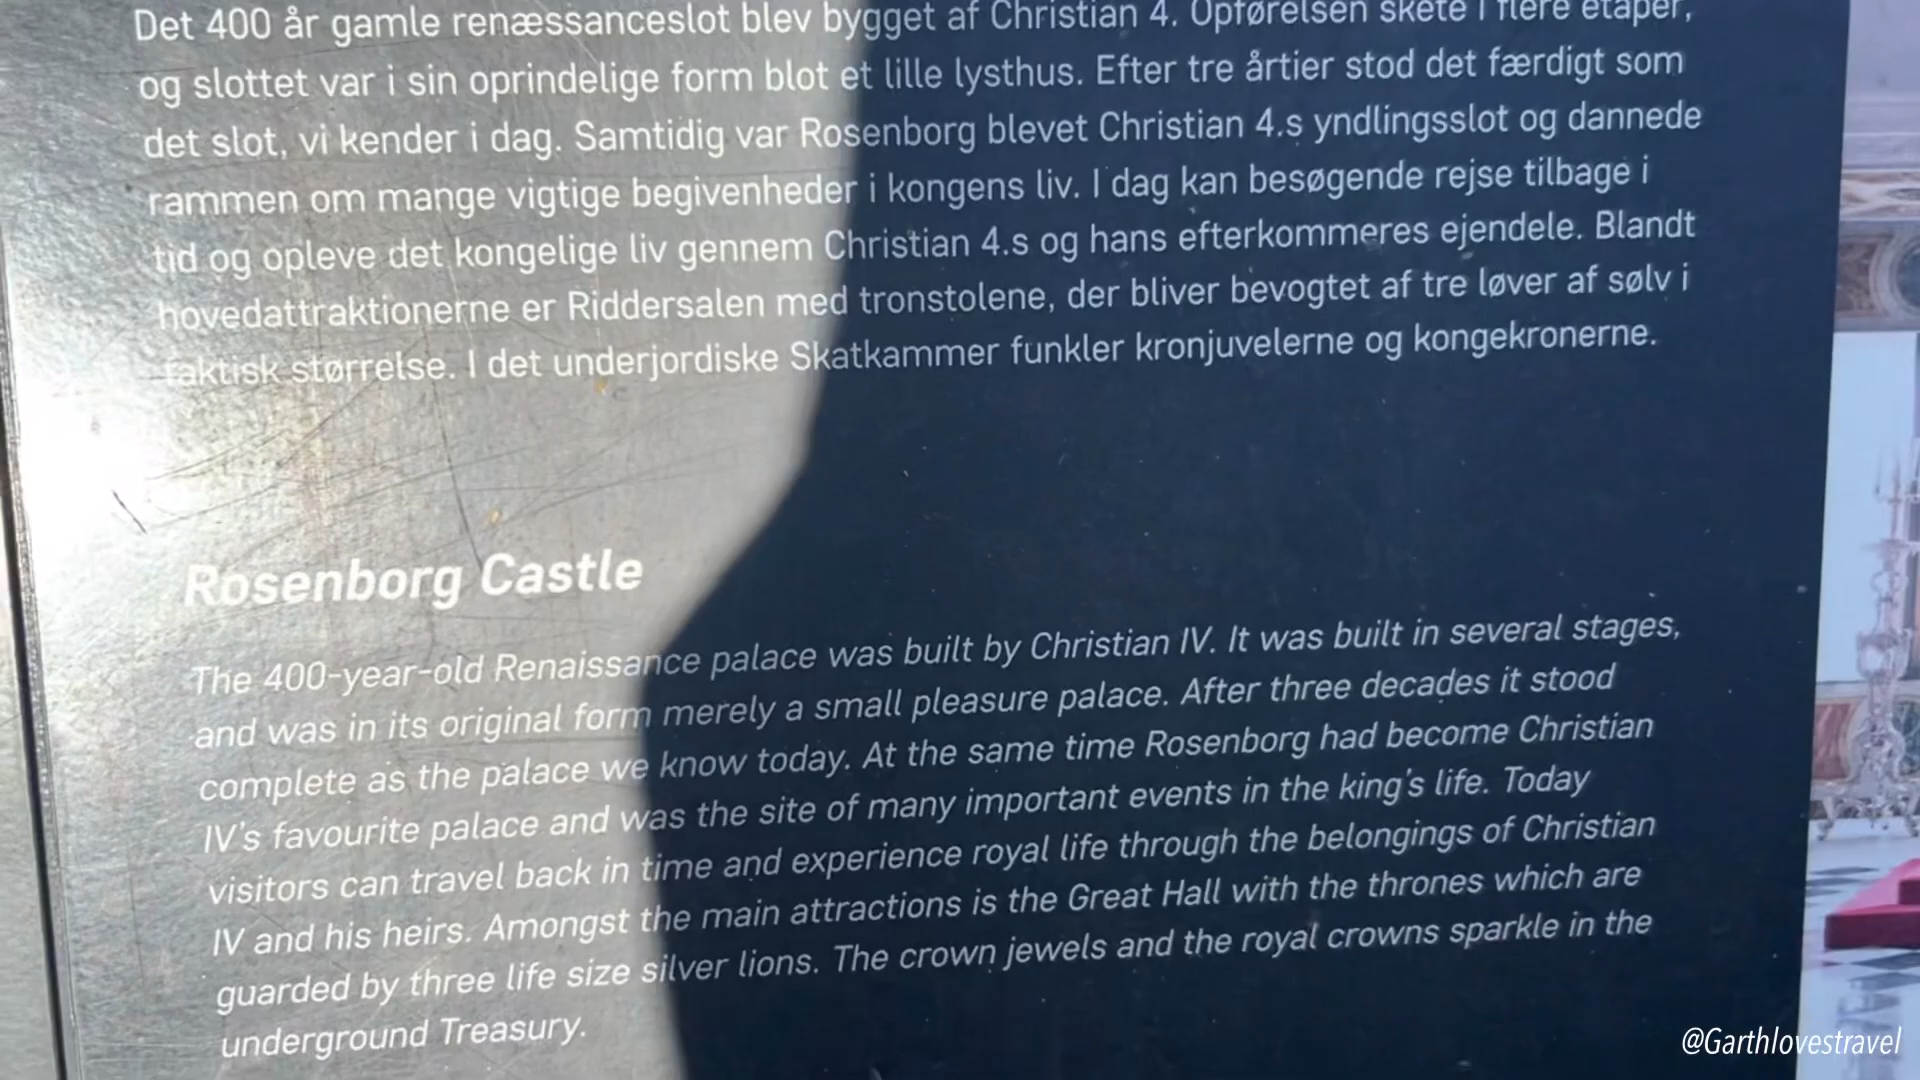 Det 400 år gamle renæssanceslot blev bygget af Christian 4. Opførelsen skete i flere etaper,
og slottet var i sin oprindelige form blot et lille lysthus. Efter tre årtier stod det færdigt som
det slot, vi kender i dag. Samtidig var Rosenborg blevet Christian 4.s yndlingsslot og dannede
rammen om mange vigtige begivenheder i kongens liv. I dag kan besøgende rejse tilbage i
tid og opleve det kongelige liv gennem Christian 4.s og hans efterkommeres ejendele. Blandt
hovedattraktionerne er Riddersalen med tronstolene, der bliver bevogtet af tre løver af sølv i
faktisk størrelse. I det underjordiske Skatkammer funkler kronjuvelerne og kongekronerne.
Rosenborg Castle
The 400-year-old Renaissance palace was built by Christian IV. It was built in several stages,
and was in its original form merely a small pleasure palace. After three decades it stood
complete as the palace we know today. At the same time Rosenborg had become Christian
IV's favourite palace and was the site of many important events in the king's life. Today
visitors can travel back in time and experience royal life through the belongings of Christian
IV and his heirs. Amongst the main attractions is the Great Hall with the thrones which are
guarded by three life size silver lions. The crown jewels and the royal crowns sparkle in the
underground Treasury.
@Garthlovestravel